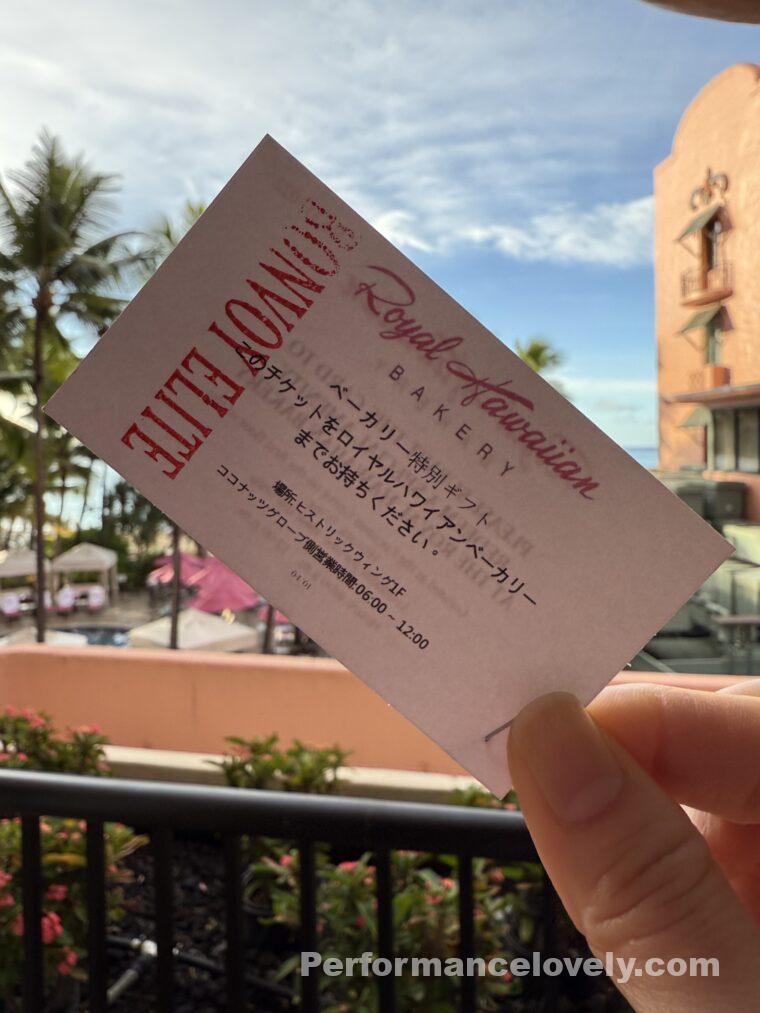 Royal Hawaiian
BAKERY
ベーカリー特別ギフト
このチケットをロイヤルハワイアンベーカリー
までお持ちください。
場所:ヒストリックウィング1F
ココナッツグローブ側営業時間:06:00 ~ 12:00
ELITE
Performancelovely.com